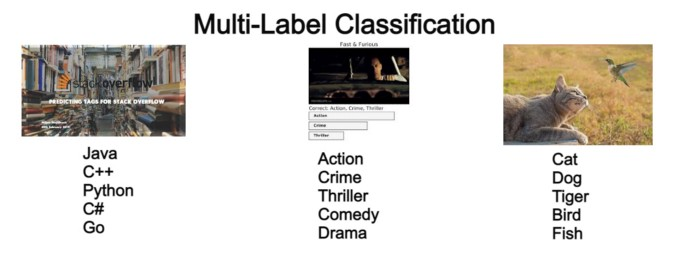 Multi-Label Classification
stackoverflow
PREDICTING TAGS FOR STACK OVERFLOW
Java
C++
Python
C#
Go
Fast & Furious
Correct: Action, Crime, Thriller
Action
Crime
Thriller
Action
Crime
Thriller
Comedy
Drama
Cat
Dog
Tiger
Bird
Fish